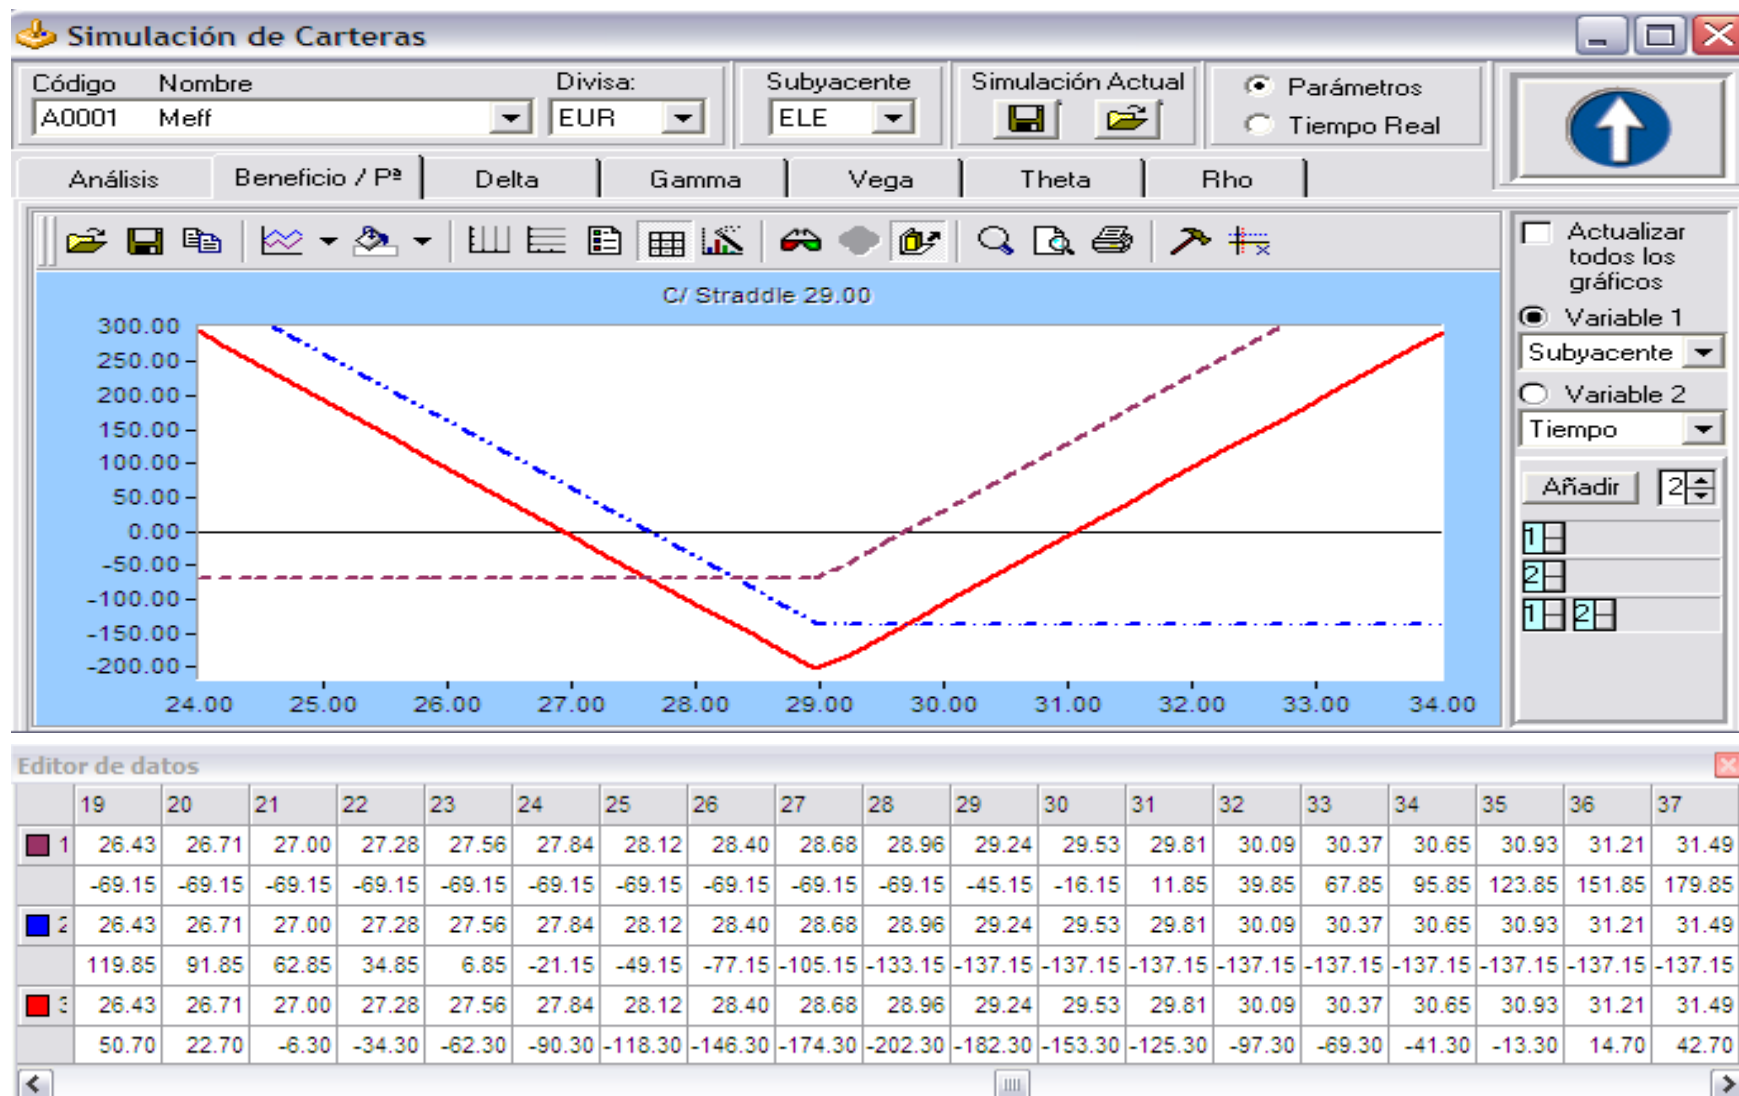 Simulación de Carteras
Código Nombre Divisa: Subyacente Simulación Actual Parámetros
A0001 Meff EUR ELE Tiempo Real
Análisis Beneficio / Pª Delta Gamma Vega Theta Rho
Actualizar
todos los
gráficos
Variable 1
Subyacente
Variable 2
Tiempo
Añadir 2
1
2
1 2
C/ Straddle 29.00
300.00
250.00
200.00
150.00
100.00
50.00
0.00
-50.00
-100.00
-150.00
-200.00
24.00 25.00 26.00 27.00 28.00 29.00 30.00 31.00 32.00 33.00 34.00
Editor de datos
19 20 21 22 23 24 25 26 27 28 29 30 31 32 33 34 35 36 37
1 26.43 26.71 27.00 27.28 27.56 27.84 28.12 28.40 28.68 28.96 29.24 29.53 29.81 30.09 30.37 30.65 30.93 31.21 31.49
-69.15 -69.15 -69.15 -69.15 -69.15 -69.15 -69.15 -69.15 -69.15 -69.15 -45.15 -16.15 11.85 39.85 67.85 95.85 123.85 151.85 179.85
2 26.43 26.71 27.00 27.28 27.56 27.84 28.12 28.40 28.68 28.96 29.24 29.53 29.81 30.09 30.37 30.65 30.93 31.21 31.49
119.85 91.85 62.85 34.85 6.85 -21.15 -49.15 -77.15 -105.15 -133.15 -137.15 -137.15 -137.15 -137.15 -137.15 -137.15 -137.15 -137.15 -137.15
3 26.43 26.71 27.00 27.28 27.56 27.84 28.12 28.40 28.68 28.96 29.24 29.53 29.81 30.09 30.37 30.65 30.93 31.21 31.49
50.70 22.70 -6.30 -34.30 -62.30 -90.30 -118.30 -146.30 -174.30 -202.30 -182.30 -153.30 -125.30 -97.30 -69.30 -41.30 -13.30 14.70 42.70